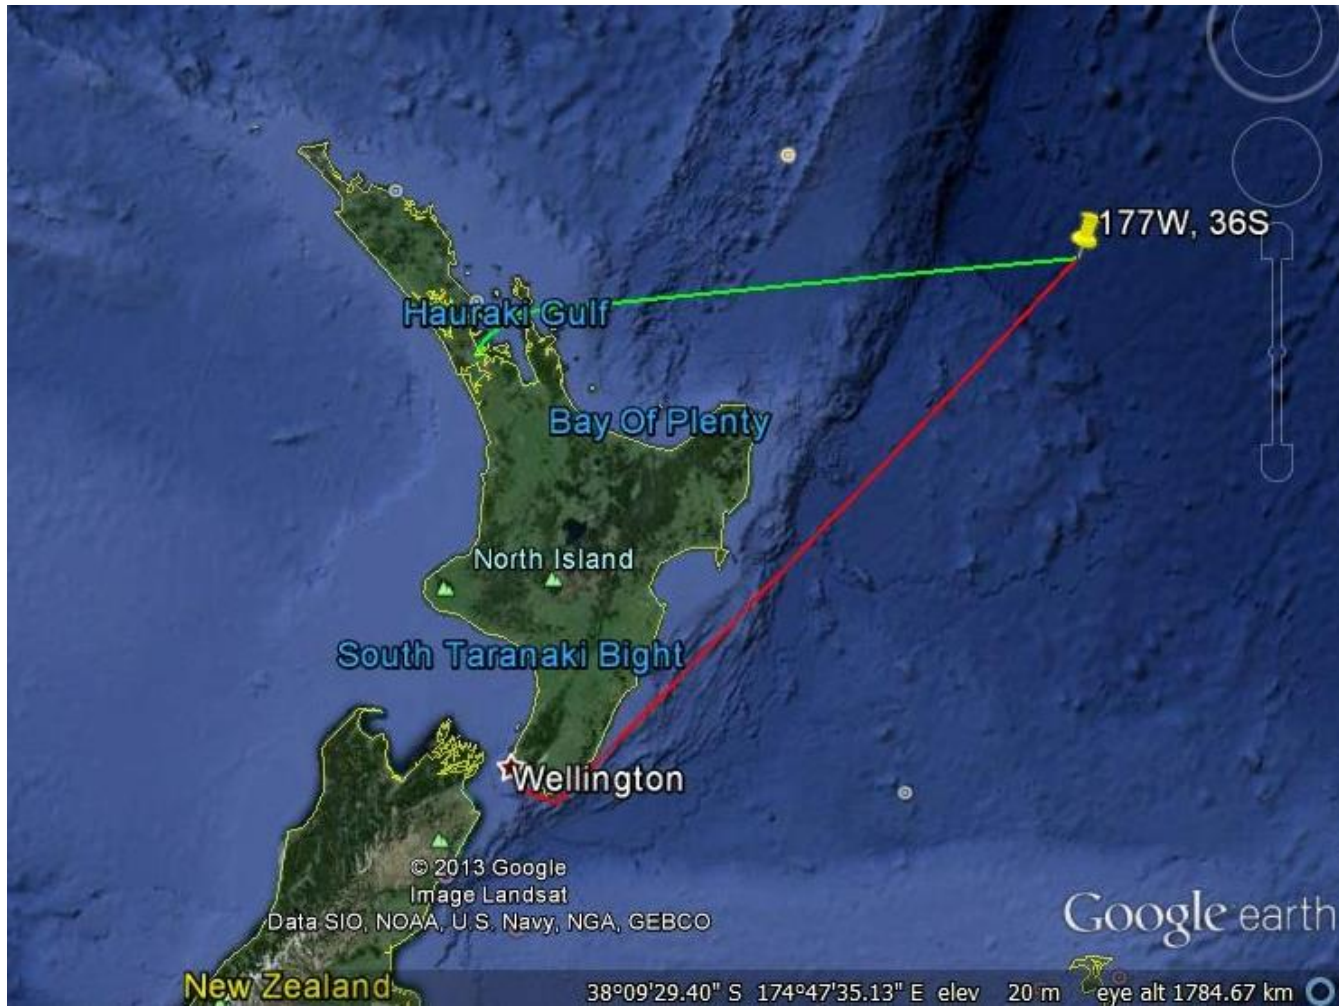 177W, 36S
Hauraki Gulf
Bay Of Plenty
North Island
South Taranaki Bight
Wellington
© 2013 Google
Image Landsat
Data SIO, NOAA, U.S. Navy, NGA, GEBCO
Google earth
New Zealand
38°09'29.40" S 174°47'35.13" E elev 20 m eye alt 1784.67 km